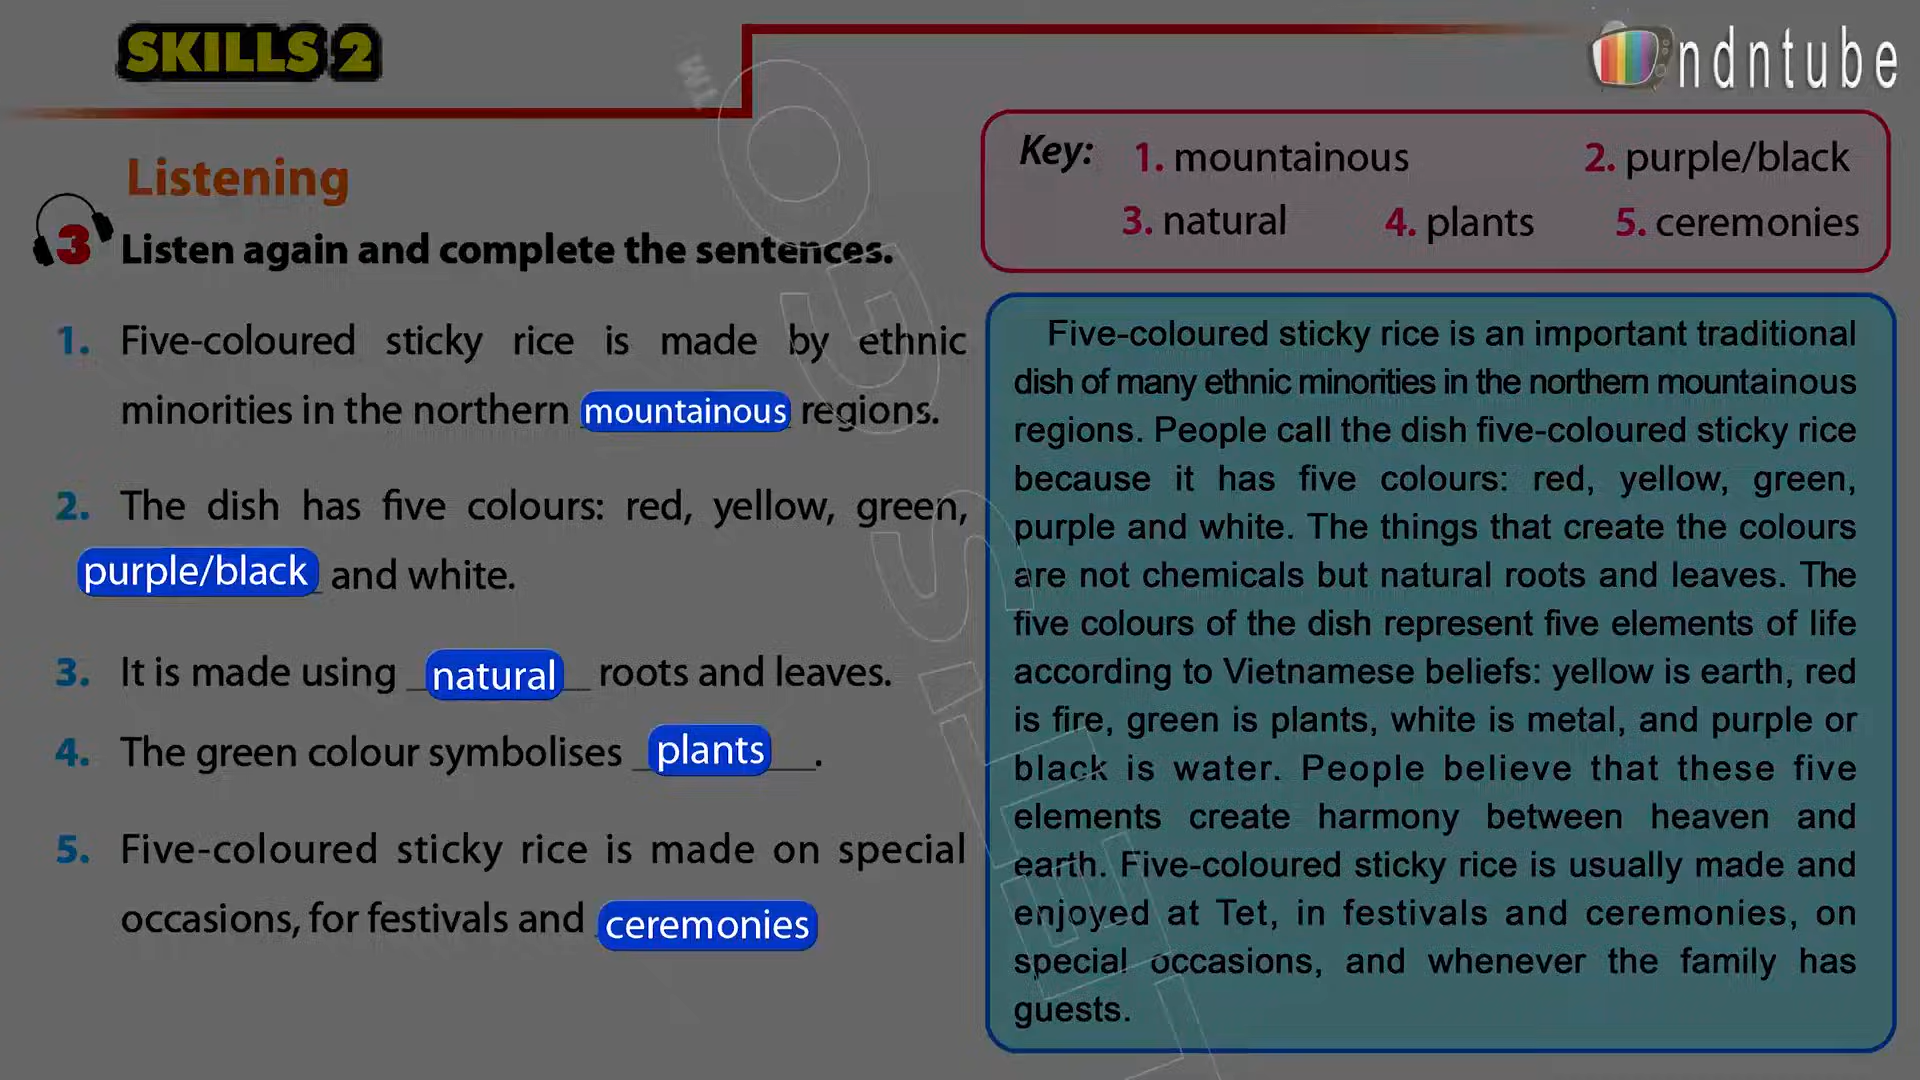 SKILLS 2
ndntube
Listening
3 Listen again and complete the sentences.
1. Five-coloured sticky rice is made by ethnic
minorities in the northern mountainous regions.
2. The dish has five colours: red, yellow, green,
purple/black and white.
3. It is made using natural roots and leaves.
4. The green colour symbolises plants.
5. Five-coloured sticky rice is made on special
occasions, for festivals and ceremonies
Key: 1. mountainous 2. purple/black
3. natural 4. plants 5. ceremonies
Five-coloured sticky rice is an important traditional
dish of many ethnic minorities in the northern mountainous
regions. People call the dish five-coloured sticky rice
because it has five colours: red, yellow, green,
purple and white. The things that create the colours
are not chemicals but natural roots and leaves. The
five colours of the dish represent five elements of life
according to Vietnamese beliefs: yellow is earth, red
is fire, green is plants, white is metal, and purple or
black is water. People believe that these five
elements create harmony between heaven and
earth. Five-coloured sticky rice is usually made and
enjoyed at Tet, in festivals and ceremonies, on
special occasions, and whenever the family has
guests.